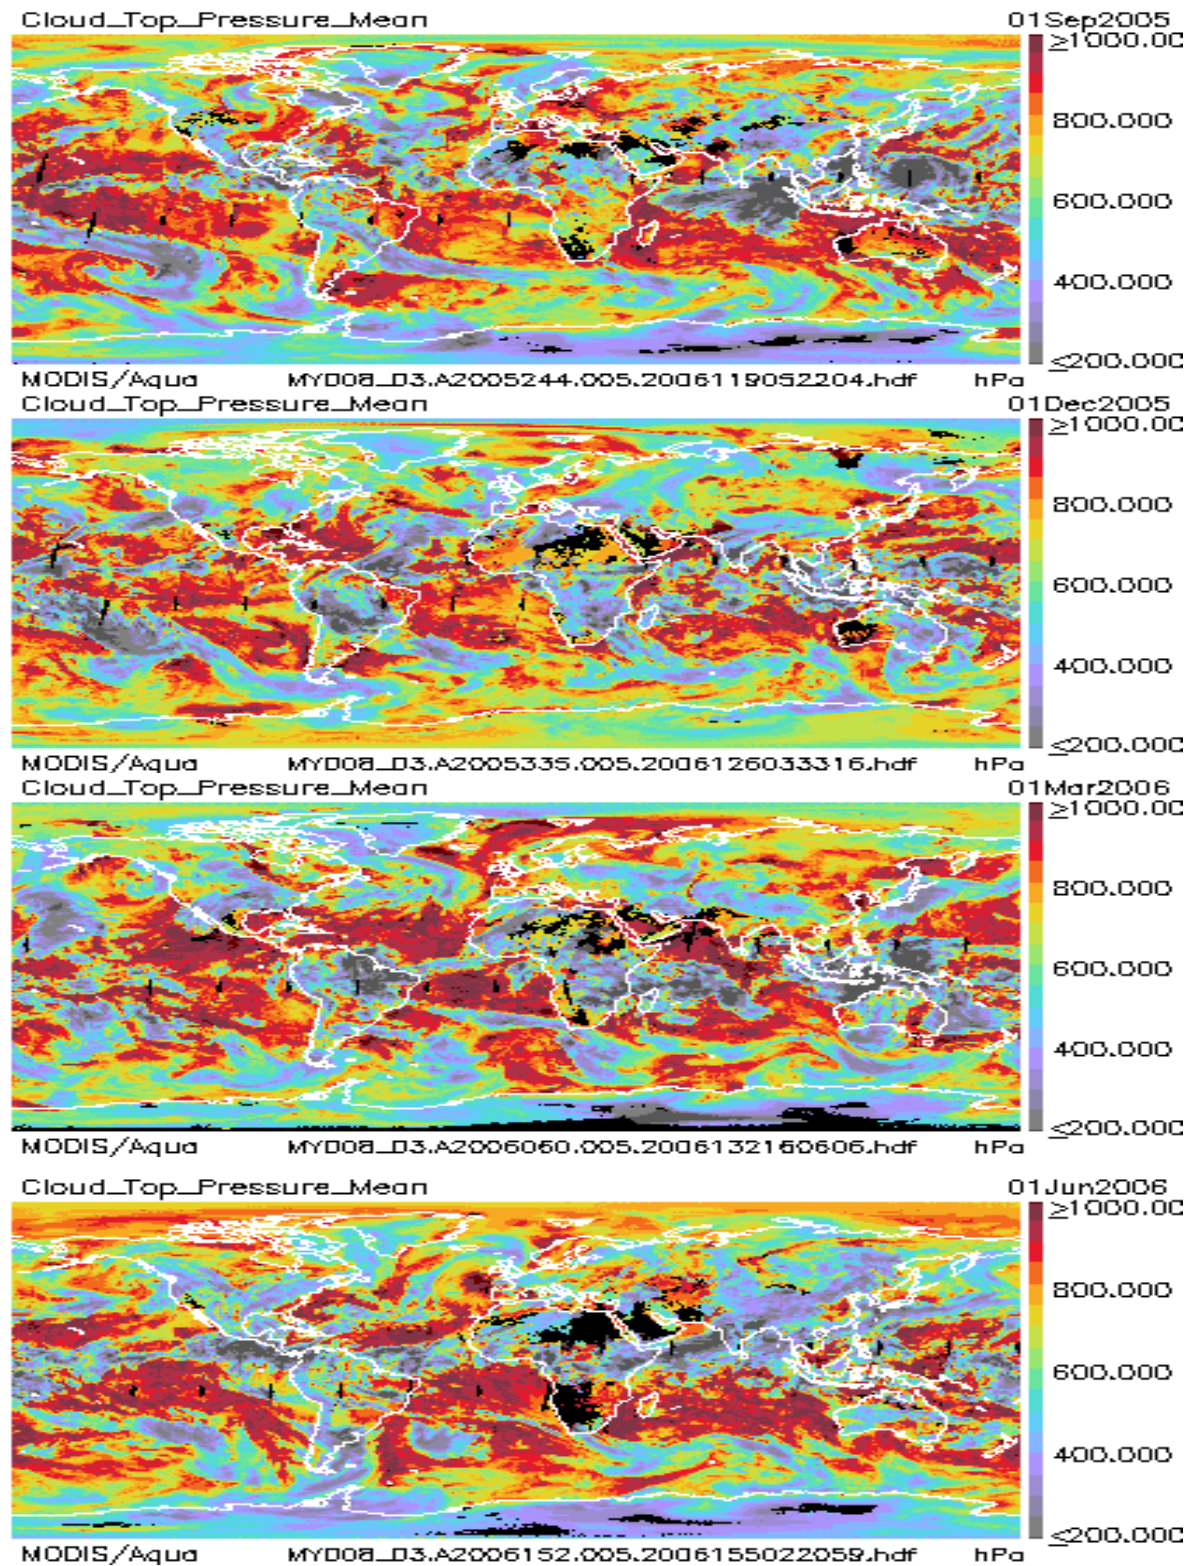 Cloud_Top_Pressure_Mean 01Sep2005
≥1000.00
800.000
600.000
400.000
≤200.000
MODIS/Aqua MYD08_D3.A2005244.005.2006119052204.hdf hPa
Cloud_Top_Pressure_Mean 01Dec2005
≥1000.00
800.000
600.000
400.000
≤200.000
MODIS/Aqua MYD08_D3.A2005335.005.2006126033316.hdf hPa
Cloud_Top_Pressure_Mean 01Mar2006
≥1000.00
800.000
600.000
400.000
≤200.000
MODIS/Aqua MYD08_D3.A2006060.005.2006132160606.hdf hPa
Cloud_Top_Pressure_Mean 01Jun2006
≥1000.00
800.000
600.000
400.000
≤200.000
MODIS/Aqua MYD08_D3.A2006152.005.2006155022059.hdf hPa